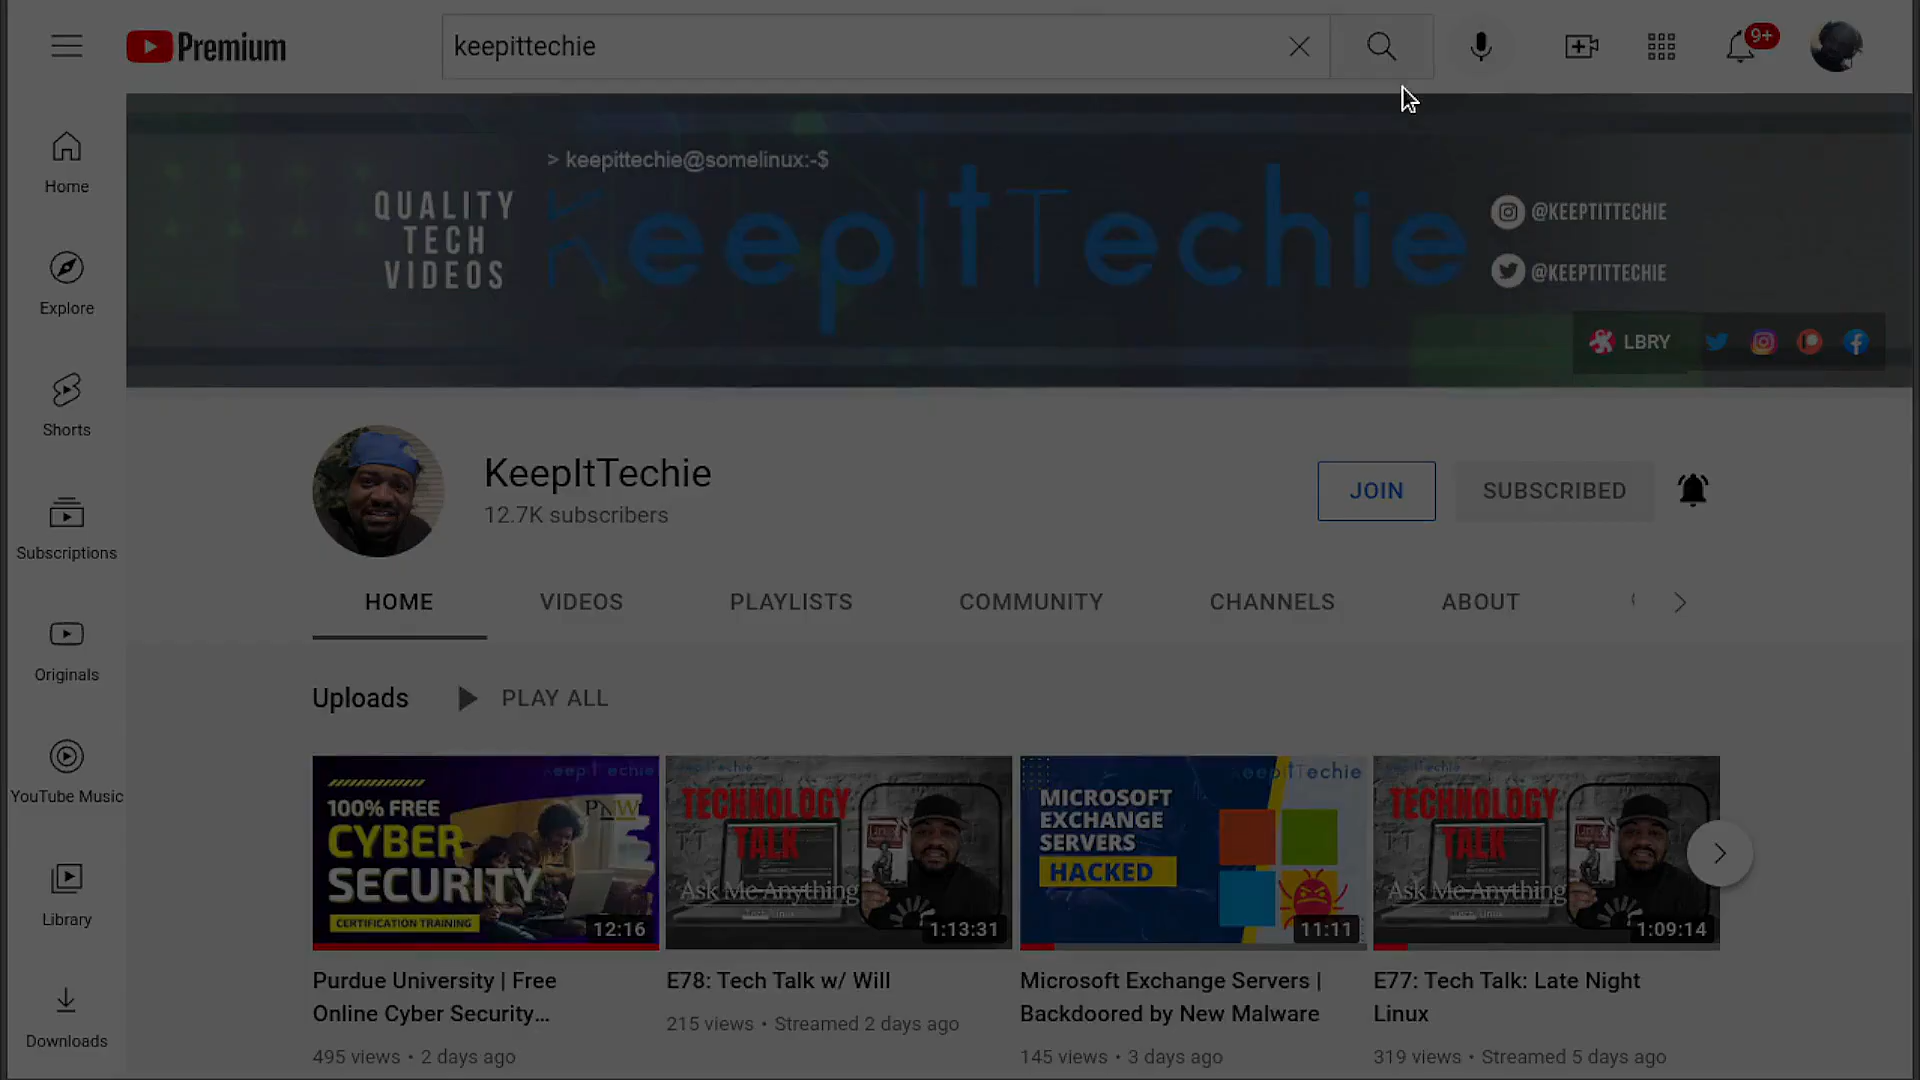 Premium
keepittechie
9+
Home
Explore
Shorts
Subscriptions
Originals
YouTube Music
Library
Downloads
> keepittechie@somelinux:-$
QUALITY
TECH
VIDEOS
KeepItTechie
@KEEPTITTECHIE
@KEEPTITTECHIE
LBRY
KeepItTechie
12.7K subscribers
JOIN
SUBSCRIBED
HOME
VIDEOS
PLAYLISTS
COMMUNITY
CHANNELS
ABOUT
Uploads
PLAY ALL
100% FREE
CYBER
SECURITY
CERTIFICATION TRAINING
PNW
12:16
TECHNOLOGY
TALK
Ask Me Anything
1:13:31
KeepItTechie
MICROSOFT
EXCHANGE
SERVERS
HACKED
11:11
TECHNOLOGY
TALK
Ask Me Anything
1:09:14
Purdue University | Free
Online Cyber Security...
495 views • 2 days ago
E78: Tech Talk w/ Will
215 views • Streamed 2 days ago
Microsoft Exchange Servers |
Backdoored by New Malware
145 views • 3 days ago
E77: Tech Talk: Late Night
Linux
319 views • Streamed 5 days ago